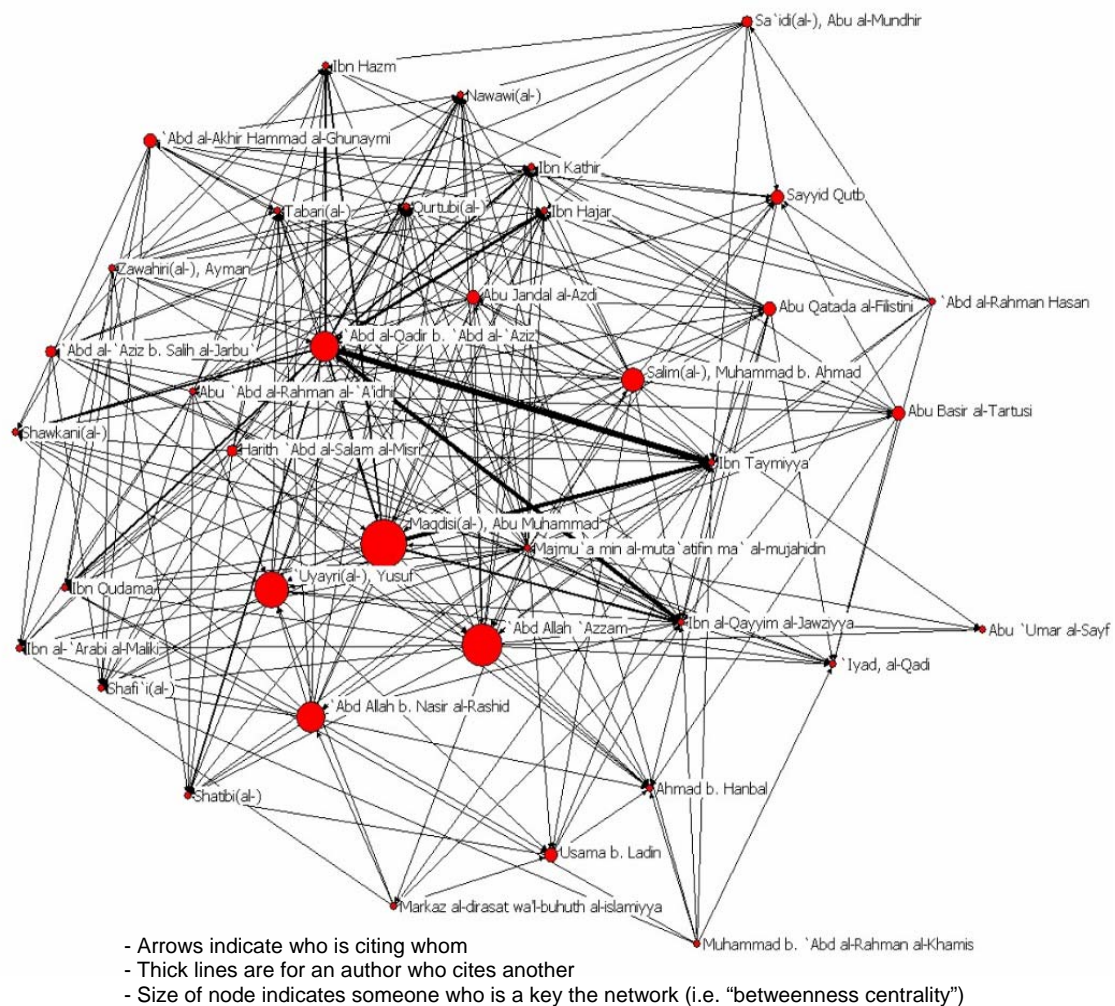 Sa`idi(al-), Abu al-Mundhir
Ibn Hazm
Nawawi(al-)
`Abd al-Akhir Hammad al-Ghunaymi
Ibn Kathir
Sayyid Qutb
Tabari(al-)
Qurtubi(al-)
Ibn Hajar
Zawahiri(al-), Ayman
Abu Jandal al-Azdi
`Abd al-Rahman Hasan
Abu Qatada al-Filistini
`Abd al-Qadir b. `Abd al-`Aziz
`Abd al-`Aziz b. Salih al-Jarbu`
Salim(al-), Muhammad b. Ahmad
Abu `Abd al-Rahman al-`A'idhi
Abu Basir al-Tartusi
Shawkani(al-)
Harith `Abd al-Salam al-Misri
Ibn Taymiyya
Maqdisi(al-), Abu Muhammad
Majmu`a min al-muta`atifin ma` al-mujahidin
`Uyayri(al-), Yusuf
Ibn Qudama
Ibn al-Qayyim al-Jawziyya
`Abd Allah `Azzam
Abu `Umar al-Sayf
Ibn al-`Arabi al-Maliki
`Iyad, al-Qadi
Shafi`i(al-)
`Abd Allah b. Nasir al-Rashid
Ahmad b. Hanbal
Shatibi(al-)
Usama b. Ladin
Markaz al-dirasat wa'l-buhuth al-islamiyya
Muhammad b. `Abd al-Rahman al-Khamis
- Arrows indicate who is citing whom
- Thick lines are for an author who cites another
- Size of node indicates someone who is a key the network (i.e. “betweenness centrality”)